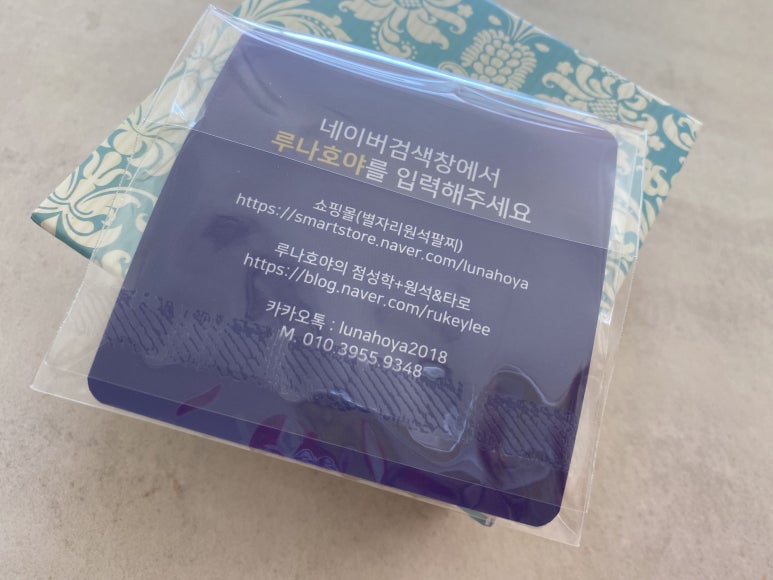 네이버검색창에서
루나호야를 입력해주세요
쇼핑몰(별자리원석팔찌)
https://smartstore.naver.com/lunahoya
루나호야의 점성학+원석&타로
https://blog.naver.com/rukeylee
카카오톡 : lunahoya2018
M. 010.3955.9348